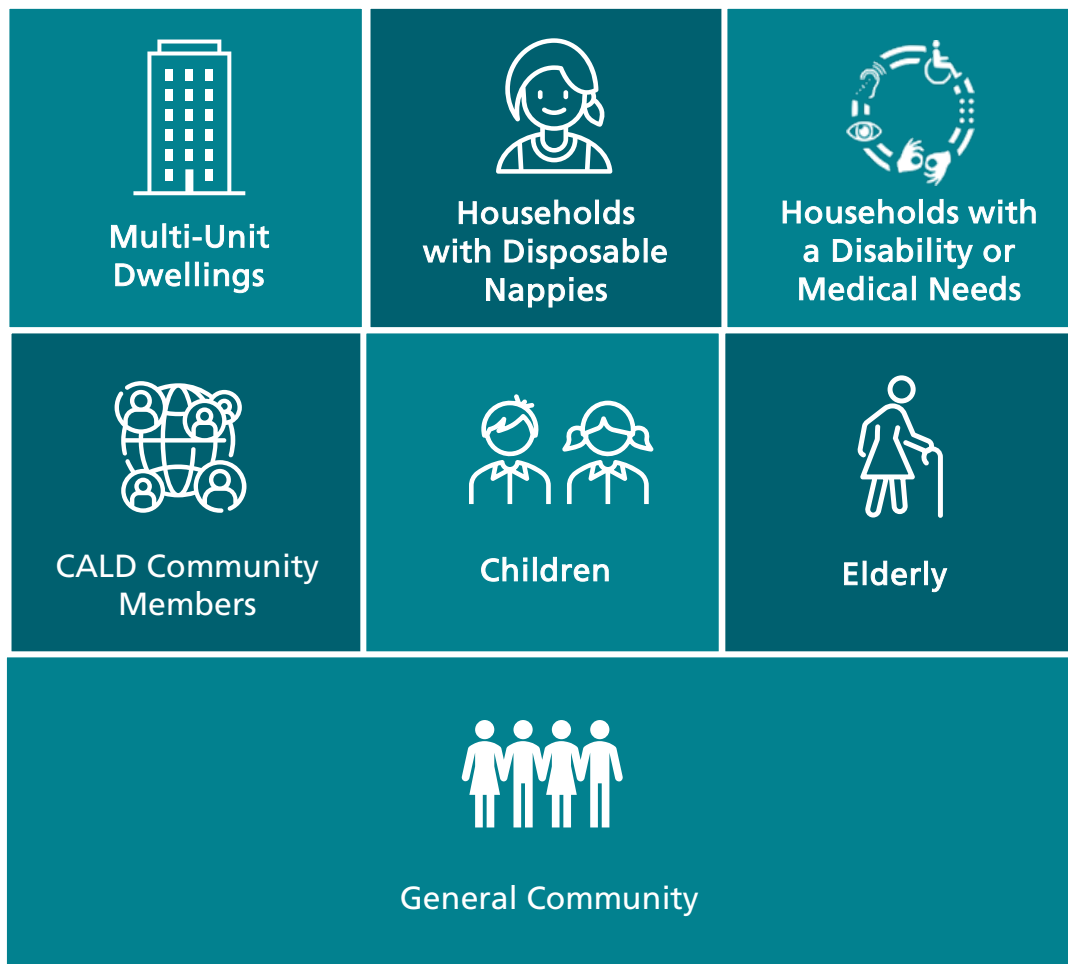 Multi-Unit
Dwellings
Households
with Disposable
Nappies
Households with
a Disability or
Medical Needs
CALD Community
Members
Children
Elderly
General Community